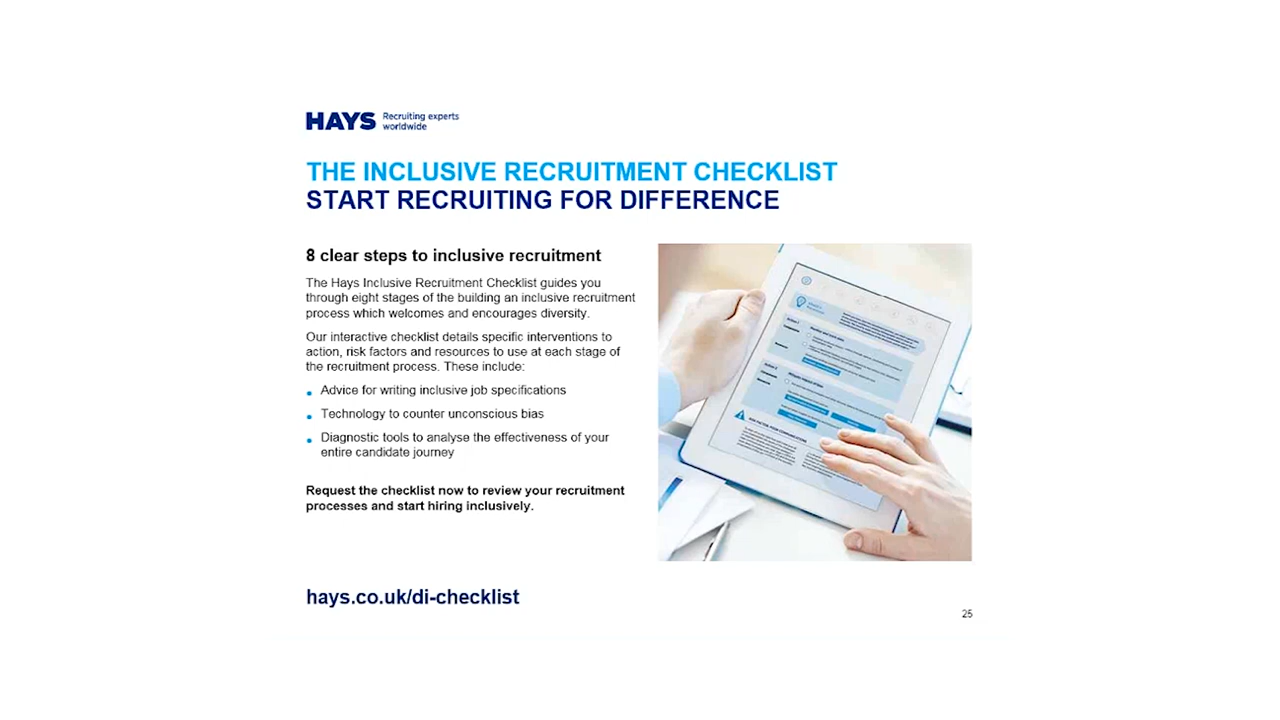 HAYS Recruiting experts
worldwide
THE INCLUSIVE RECRUITMENT CHECKLIST
START RECRUITING FOR DIFFERENCE
8 clear steps to inclusive recruitment
The Hays Inclusive Recruitment Checklist guides you
through eight stages of the building an inclusive recruitment
process which welcomes and encourages diversity.
Our interactive checklist details specific interventions to
action, risk factors and resources to use at each stage of
the recruitment process. These include:
Advice for writing inclusive job specifications
Technology to counter unconscious bias
Diagnostic tools to analyse the effectiveness of your
entire candidate journey
Request the checklist now to review your recruitment
processes and start hiring inclusively.
hays.co.uk/di-checklist
25